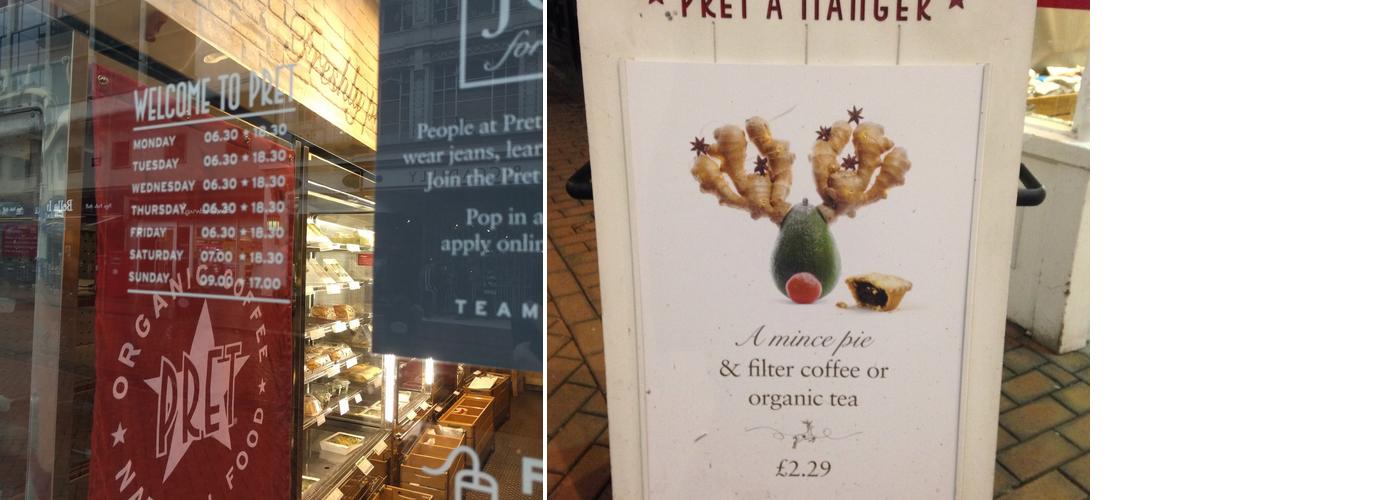 WELCOME TO PRET
MONDAY 06.30 ★ 18.30
TUESDAY 06.30 ★ 18.30
WEDNESDAY 06.30 ★ 18.30
THURSDAY 06.30 ★ 18.30
FRIDAY 06.30 ★ 18.30
SATURDAY 07.00 ★ 18.30
SUNDAY 09.00 ★ 17.00
ORGANIC COFFEE
PRET
FOOD
Freshly
for
People at Pret
wear jeans,
Join the Pret
Pop in a
apply
TEAM
★ PRET A MANGER ★
A mince pie
& filter coffee or
organic tea
£2.29